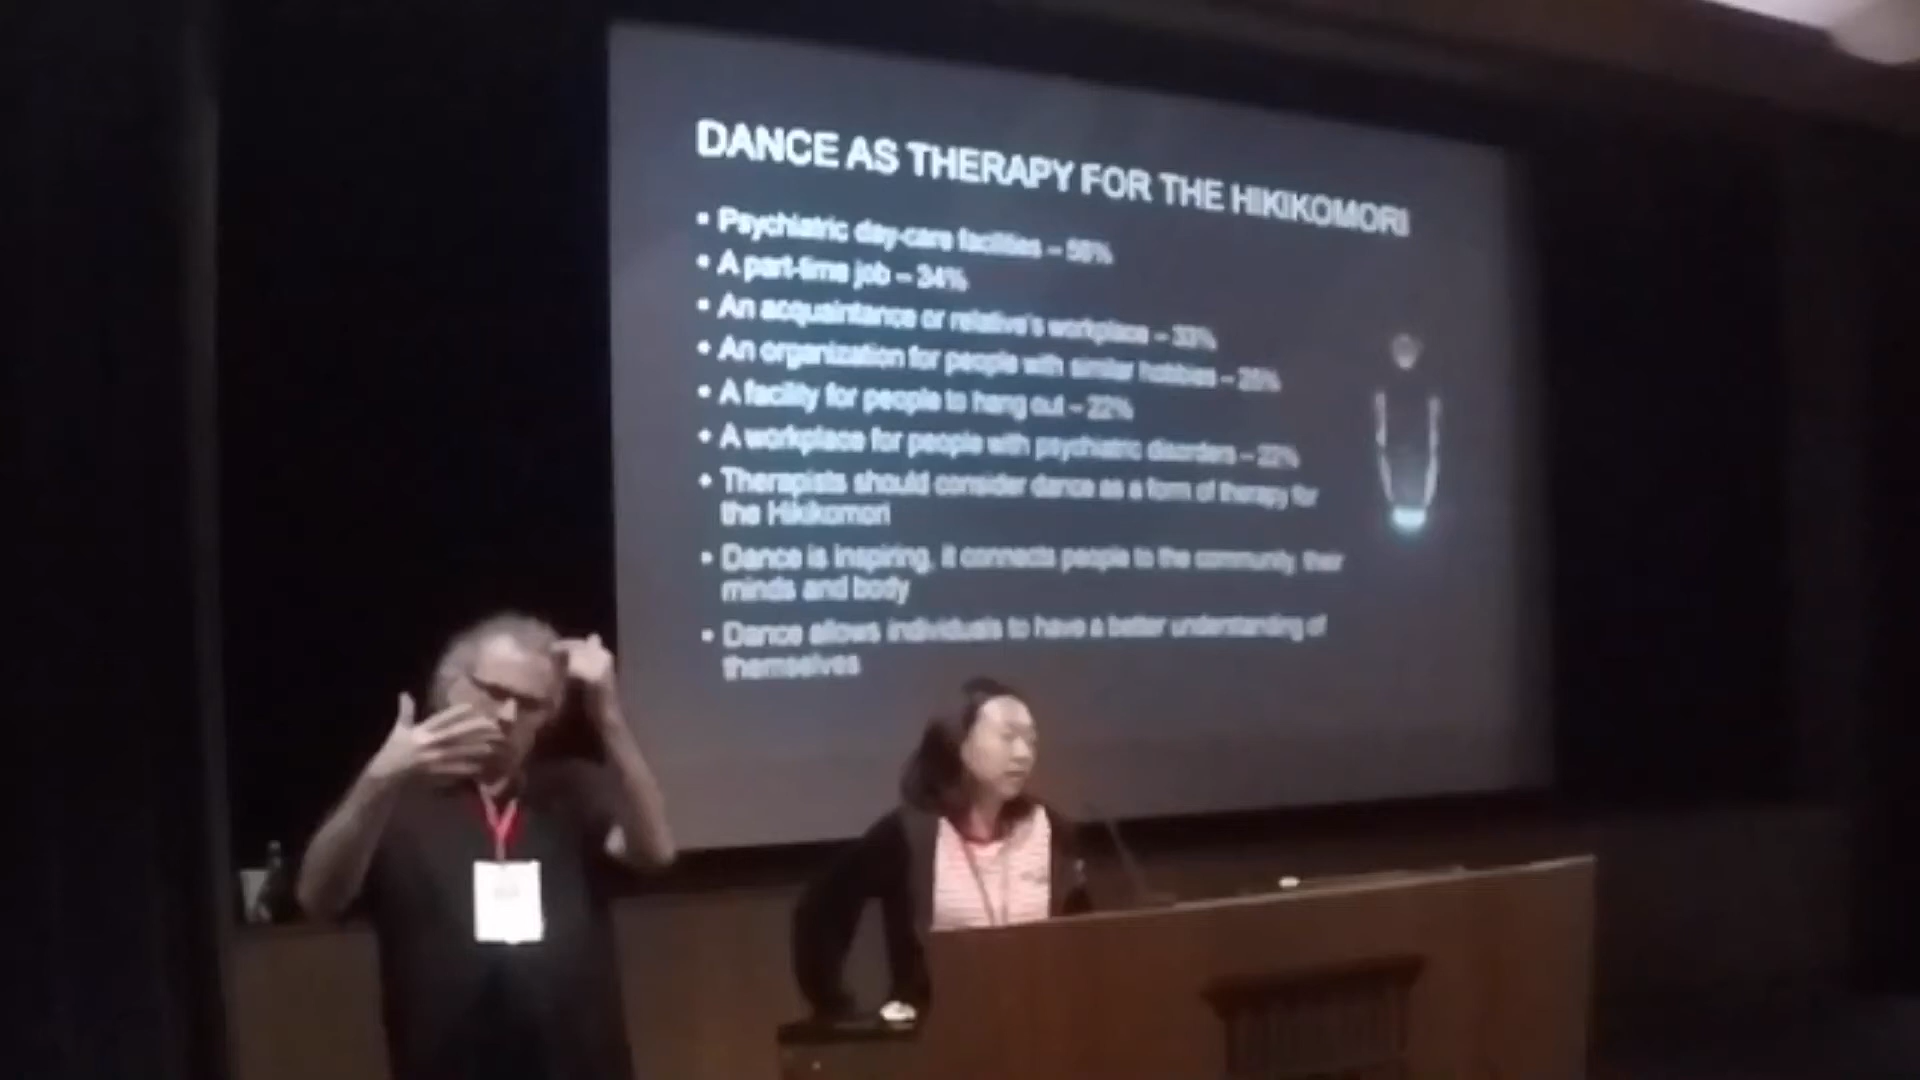 DANCE AS THERAPY FOR THE HIKIKOMORI
• Psychiatric day-care facilities – 58%
• A part-time job – 34%
• An acquaintance or relative's workplace – 33%
• An organization for people with similar hobbies –
• A facility for people to hang out – 22%
• A workplace for people with psychiatric disorders – 22%
• Therapists should consider dance as a form of therapy for
the Hikikomori
• Dance is inspiring, it connects people to the community, their
minds and body
• Dance allows individuals to have a better understanding of
themselves